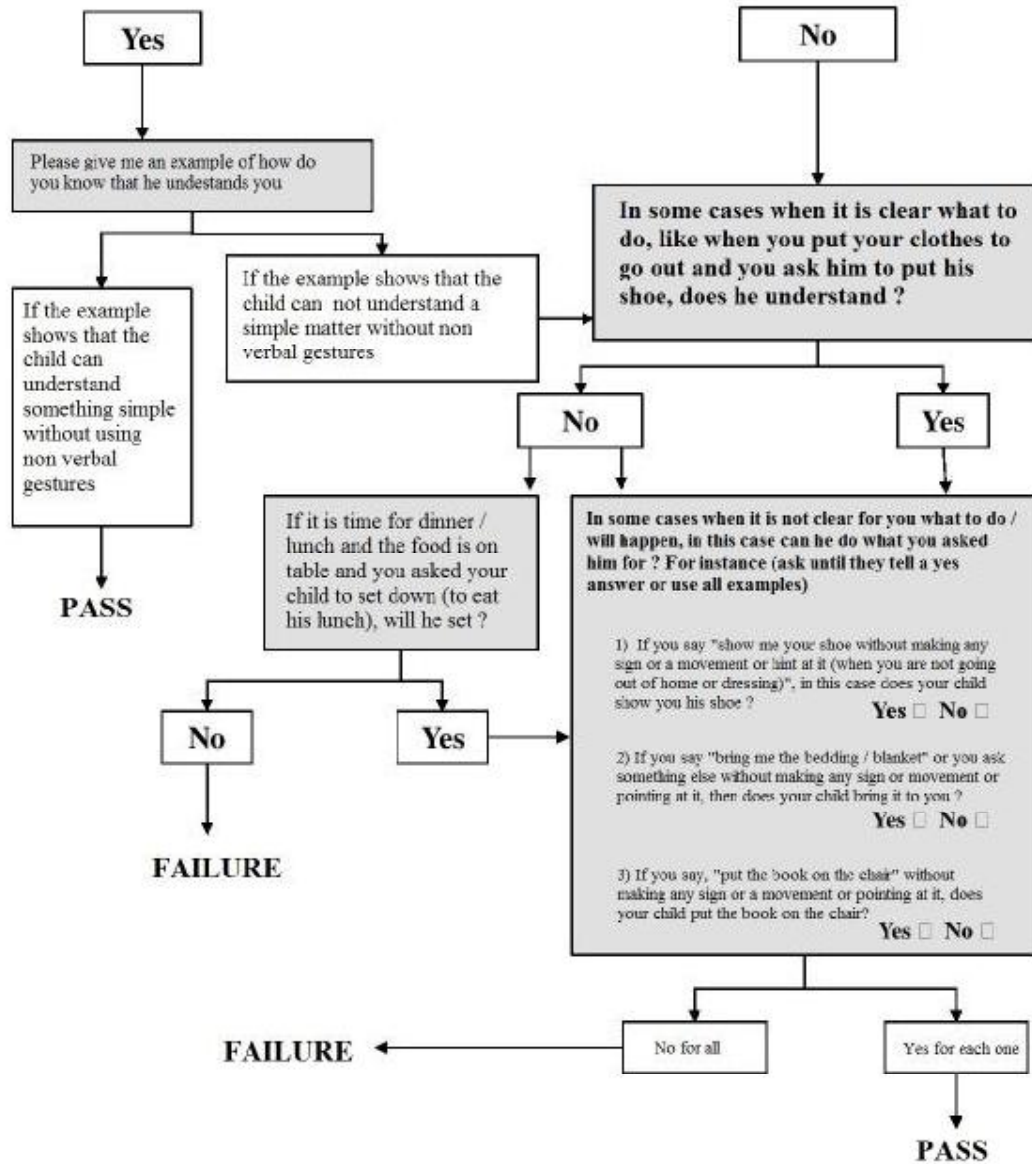 Yes
No
Please give me an example of how do
you know that he undestands you
In some cases when it is clear what to
do, like when you put your clothes to
go out and you ask him to put his
shoe, does he understand ?
If the example
shows that the
child can
understand
something simple
without using
non verbal
gestures
If the example shows that the
child can not understand a
simple matter without non
verbal gestures
No
Yes
PASS
If it is time for dinner /
lunch and the food is on
table and you asked your
child to set down (to eat
his lunch), will he set ?
In some cases when it is not clear for you what to do /
will happen, in this case can he do what you asked
him for ? For instance (ask until they tell a yes
answer or use all examples)
1) If you say "show me your shoe without making any
sign or a movement or hint at it (when you are not going
out of home or dressing)", in this case does your child
show you his shoe ?
Yes □ No □
2) If you say "bring me the bedding / blanket" or you ask
something else without making any sign or movement or
pointing at it, then does your child bring it to you ?
Yes □ No □
3) If you say, "put the book on the chair" without
making any sign or a movement or pointing at it, does
your child put the book on the chair?
Yes □ No □
No
Yes
FAILURE
FAILURE
No for all
Yes for each one
PASS